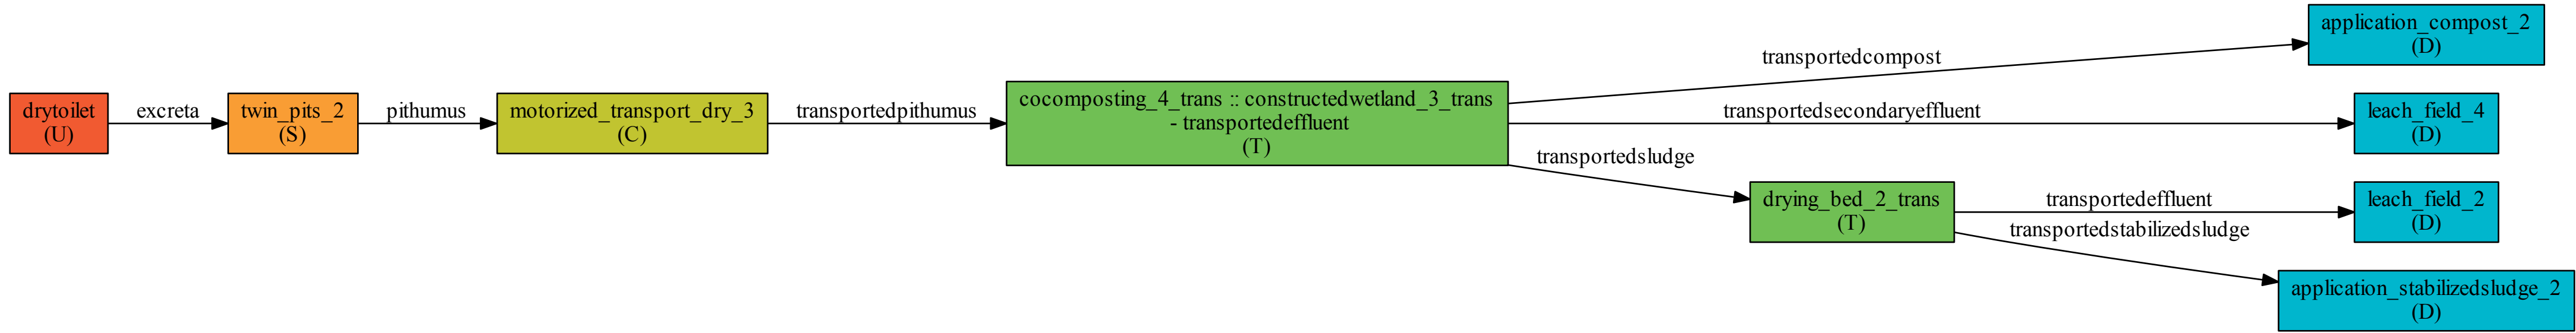 drytoilet
(U)
excreta
twin_pits_2
(S)
pithumus
motorized_transport_dry_3
(C)
transportedpithumus
cocomposting_4_trans :: constructedwetland_3_trans
- transportedeffluent
(T)
transportedcompost
application_compost_2
(D)
transportedsecondaryeffluent
leach_field_4
(D)
transportedsludge
drying_bed_2_trans
(T)
transportedeffluent
leach_field_2
(D)
transportedstabilizedsludge
application_stabilizedsludge_2
(D)